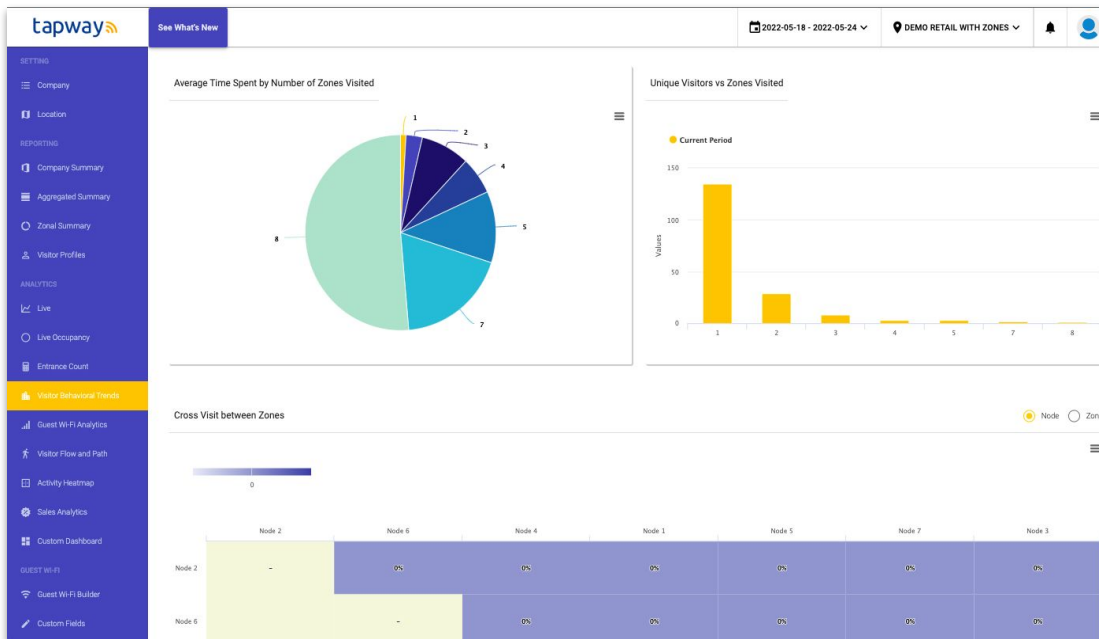 tapway
See What's New
2022-05-18 - 2022-05-24
DEMO RETAIL WITH ZONES
SETTING
Company
Location
REPORTING
Company Summary
Aggregated Summary
Zonal Summary
Visitor Profiles
ANALYTICS
Live
Live Occupancy
Entrance Count
Visitor Behavioral Trends
Guest Wi-Fi Analytics
Visitor Flow and Path
Activity Heatmap
Sales Analytics
Custom Dashboard
GUEST WI-FI
Guest Wi-Fi Builder
Custom Fields
Average Time Spent by Number of Zones Visited
1
2
3
4
5
7
8
Unique Visitors vs Zones Visited
Current Period
Values
150
100
50
0
1 2 3 4 5 7 8
Cross Visit between Zones
Node Zon
0
Node 2 Node 6 Node 4 Node 1 Node 5 Node 7 Node 3
Node 2 - 0% 0% 0% 0% 0% 0%
Node 6 - 0% 0% 0% 0% 0%